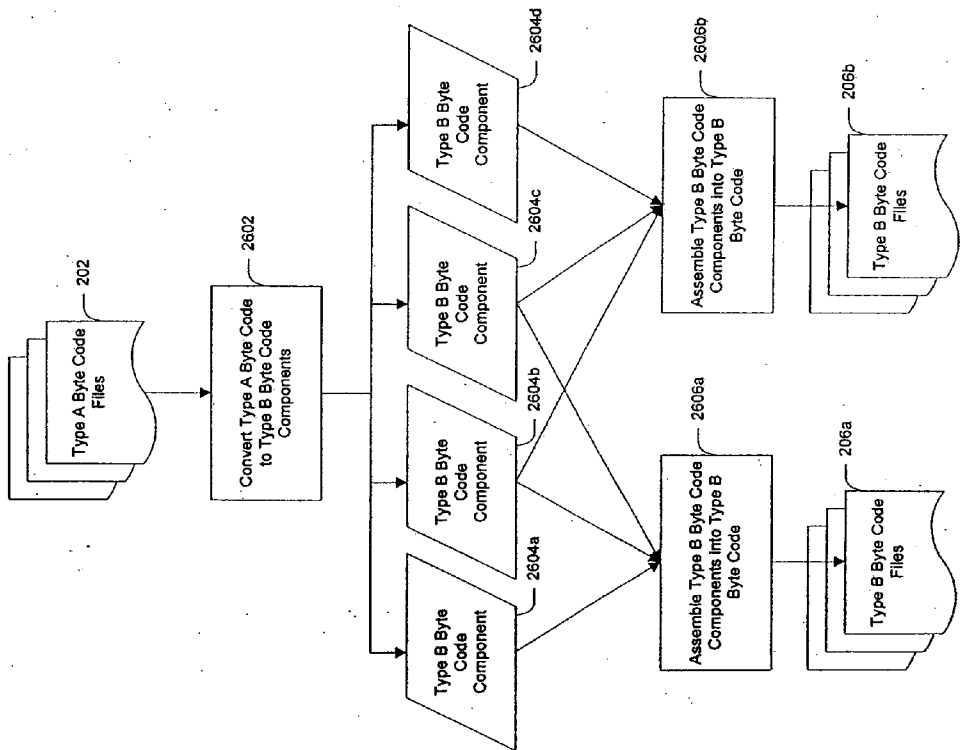 202
Type A Byte Code
Files
2602
Convert Type A Byte Code
to Type B Byte Code
Components
2604a
Type B Byte
Code
Component
2604b
Type B Byte
Code
Component
2604c
Type B Byte
Code
Component
2604d
Type B Byte
Code
Component
2606a
Assemble Type B Byte Code
Components Into Type B
Byte Code
2606b
Assemble Type B Byte Code
Components Into Type B
Byte Code
206a
Type B Byte Code
Files
206b
Type B Byte Code
Files